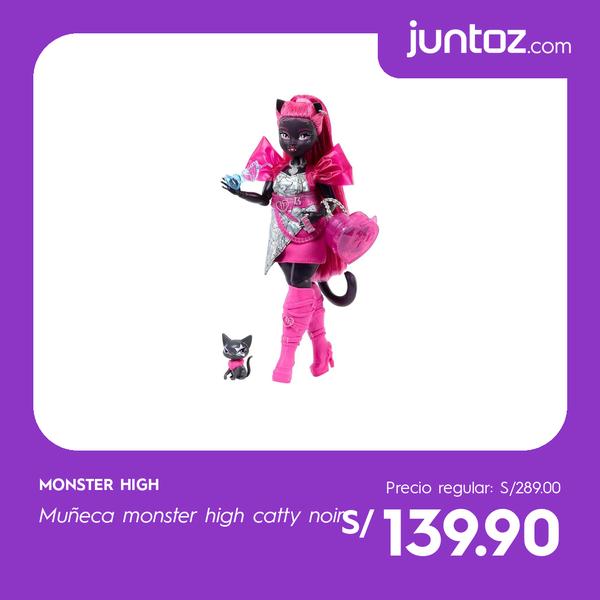 juntoz.com
MONSTER HIGH
Muñeca monster high catty noir
Precio regular: S/289.00
S/139.90